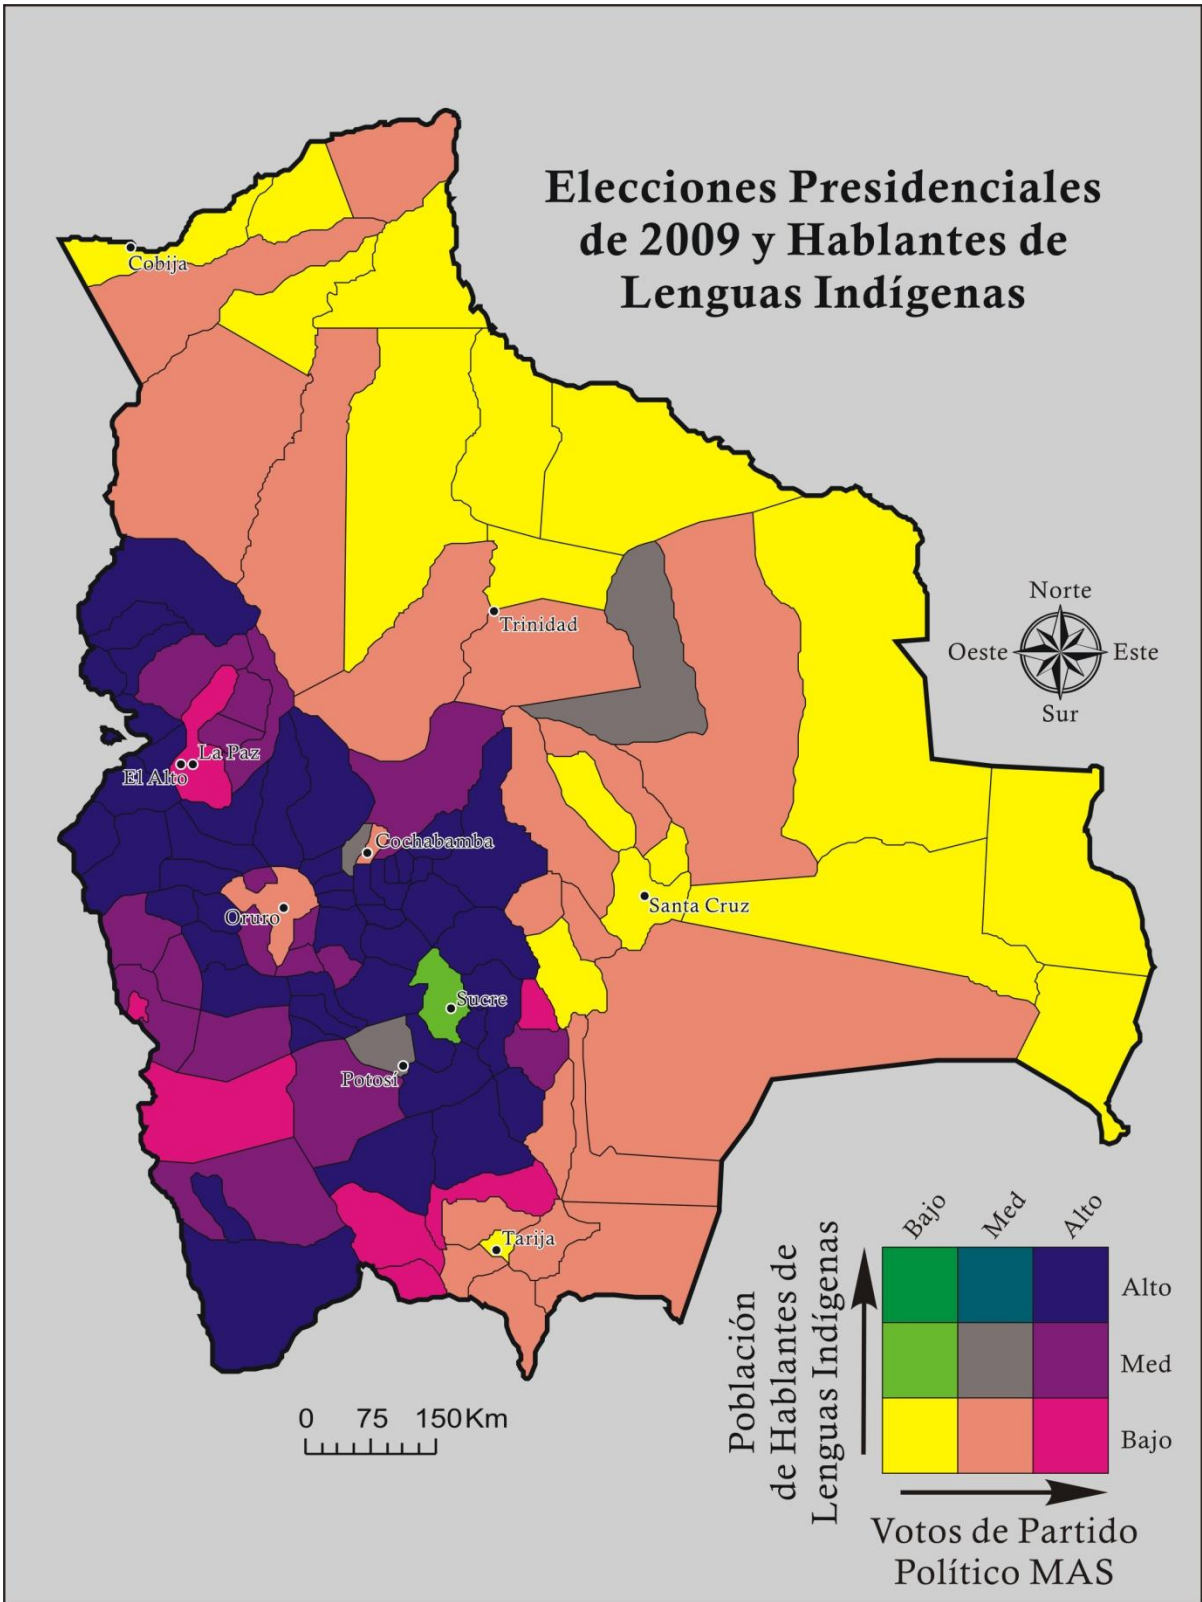 Elecciones Presidenciales
de 2009 y Hablantes de
Lenguas Indígenas
Cobija
Norte
Oeste
Este
Sur
Trinidad
La Paz
El Alto
Cochabamba
Santa Cruz
Oruro
Sucre
Potosí
Tarija
0 75 150Km
Bajo
Med
Alto
Alto
Med
Bajo
Población
de Hablantes de
Lenguas Indígenas
Votos de Partido
Político MAS